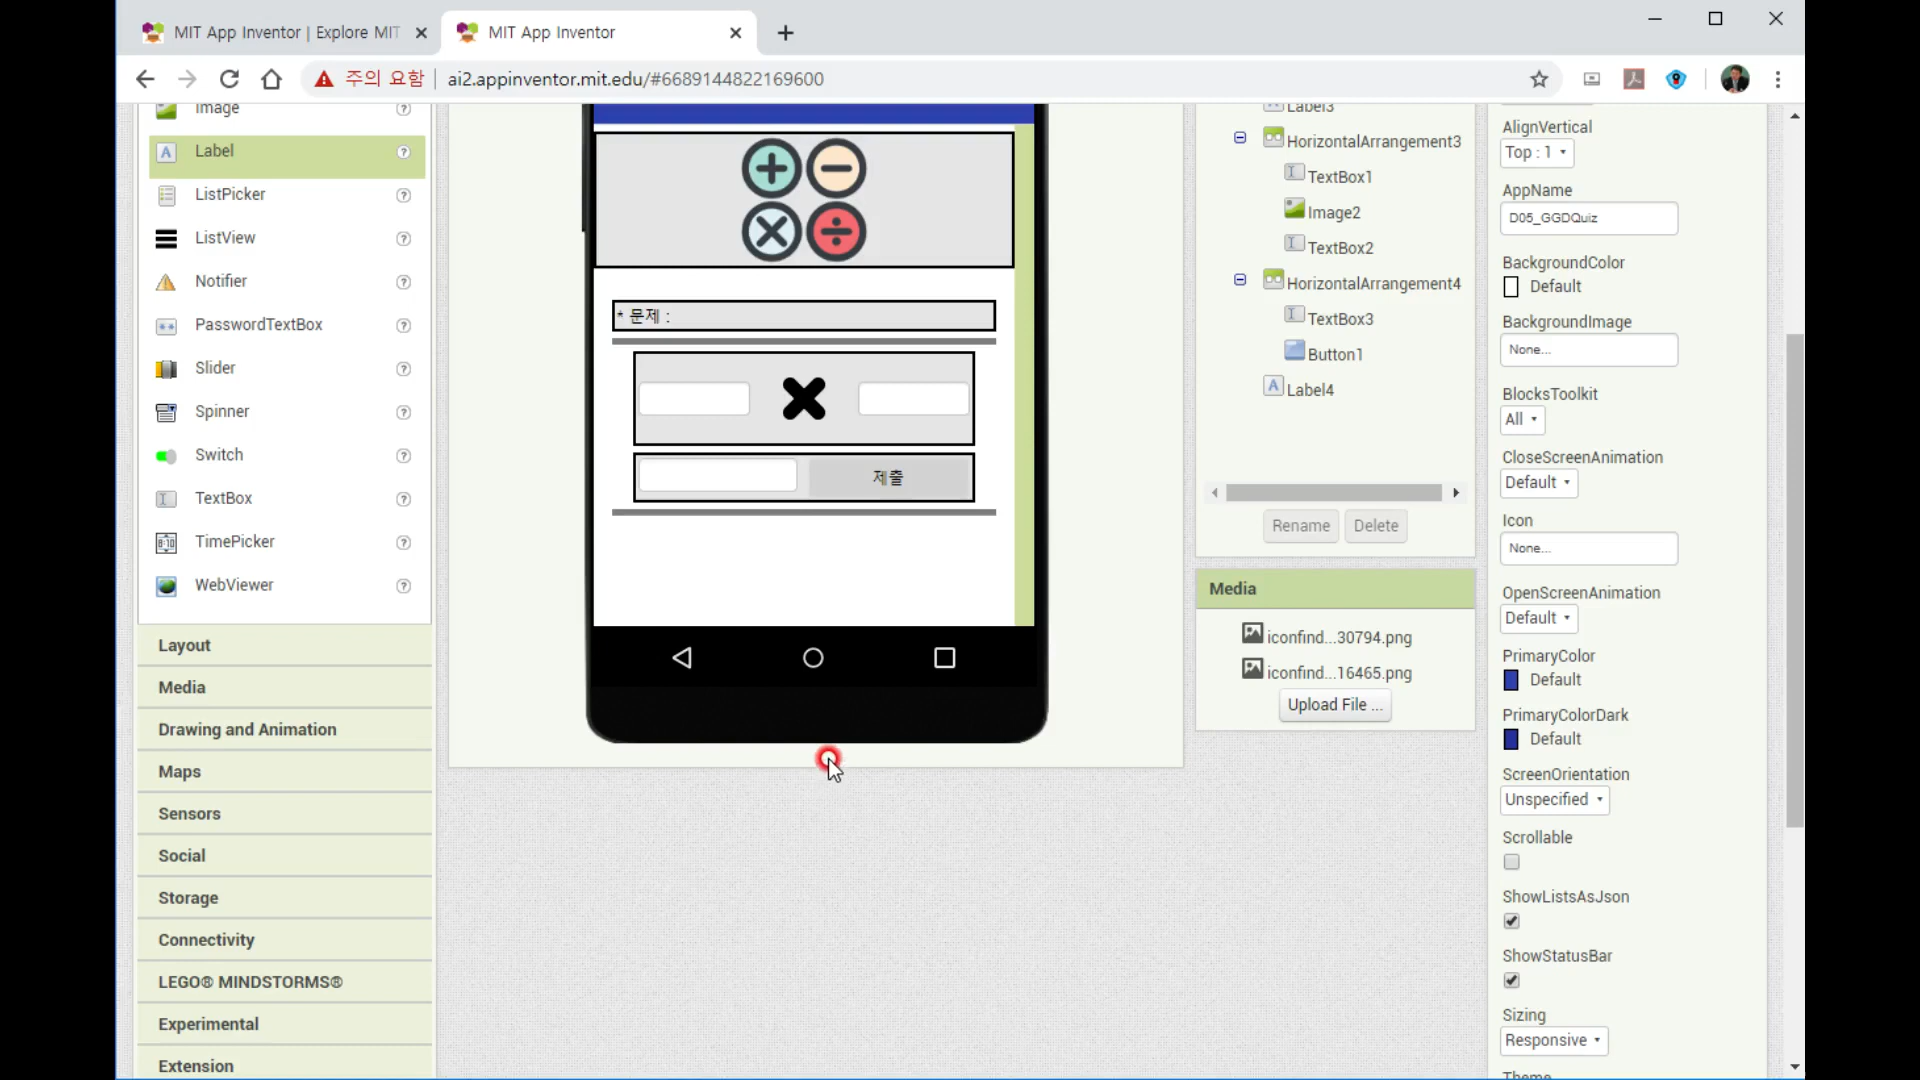 MIT App Inventor | Explore MIT
MIT App Inventor
주의 요함
ai2.appinventor.mit.edu/#6689144822169600
Image
Label
ListPicker
ListView
Notifier
PasswordTextBox
Slider
Spinner
Switch
TextBox
TimePicker
WebViewer
Layout
Media
Drawing and Animation
Maps
Sensors
Social
Storage
Connectivity
LEGO® MINDSTORMS®
Experimental
Extension
* 문제 :
제출
Label3
HorizontalArrangement3
TextBox1
Image2
TextBox2
HorizontalArrangement4
TextBox3
Button1
Label4
Rename
Delete
Media
iconfind...30794.png
iconfind...16465.png
Upload File ...
AlignVertical
Top : 1
AppName
D05_GGDQuiz
BackgroundColor
Default
BackgroundImage
None...
BlocksToolkit
All
CloseScreenAnimation
Default
Icon
None...
OpenScreenAnimation
Default
PrimaryColor
Default
PrimaryColorDark
Default
ScreenOrientation
Unspecified
Scrollable
ShowListsAsJson
ShowStatusBar
Sizing
Responsive
Theme